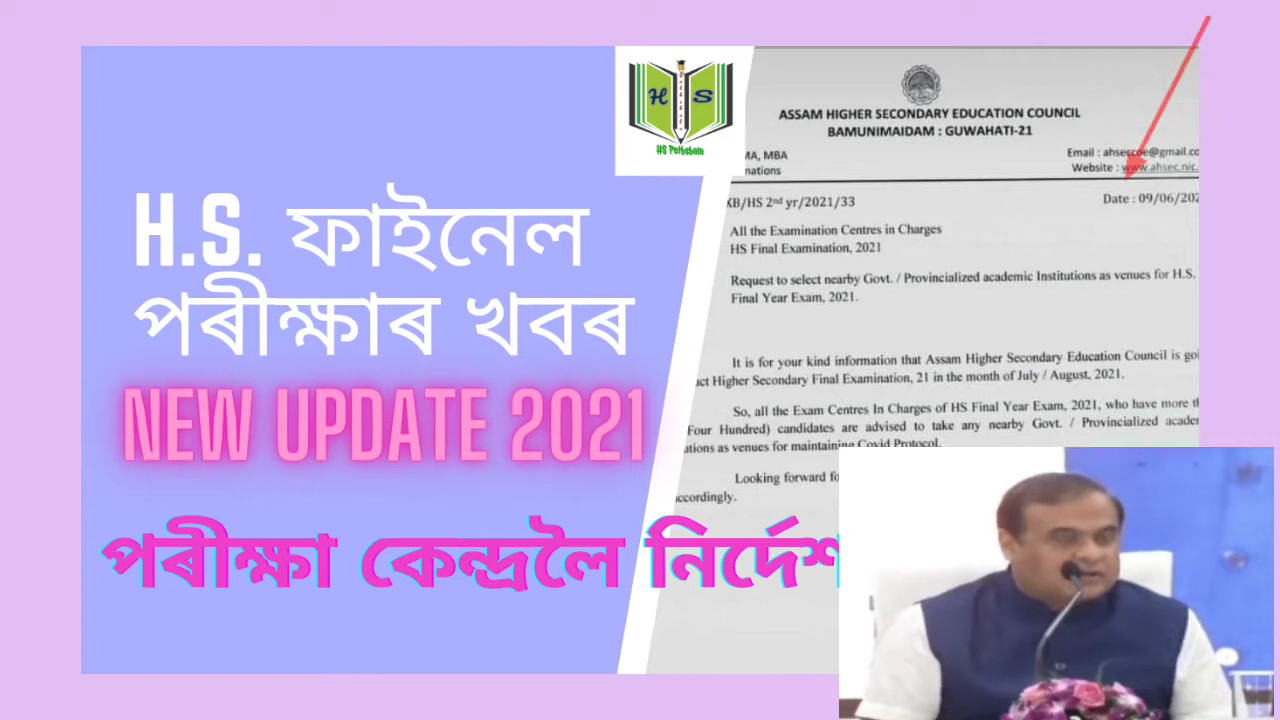 H.S. ফাইনেল
পৰীক্ষাৰ খবৰ
NEW UPDATE 2021
পৰীক্ষা কেন্দ্ৰলৈ নিৰ্দেশ
H S
HS Pathshala
ASSAM HIGHER SECONDARY EDUCATION COUNCIL
BAMUNIMAIDAM : GUWAHATI-21
MA, MBA
nations
Email : ahseccoe@gmail.co
Website : www.ahsec.nic.
XB/HS 2nd yr/2021/33
Date : 09/06/202
All the Examination Centres in Charges
HS Final Examination, 2021
Request to select nearby Govt. / Provincialized academic Institutions as venues for H.S.
Final Year Exam, 2021.
It is for your kind information that Assam Higher Secondary Education Council is goi
uct Higher Secondary Final Examination, 21 in the month of July / August, 2021.
So, all the Exam Centres In Charges of HS Final Year Exam, 2021, who have more th
Four Hundred) candidates are advised to take any nearby Govt. / Provincialized academ
utions as venues for maintaining Covid Protocol.
Looking forward fo
accordingly.